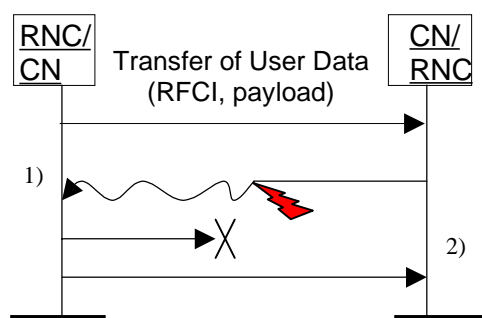 RNC/
CN
Transfer of User Data
(RFCI, payload)
CN/
RNC
1)
2)